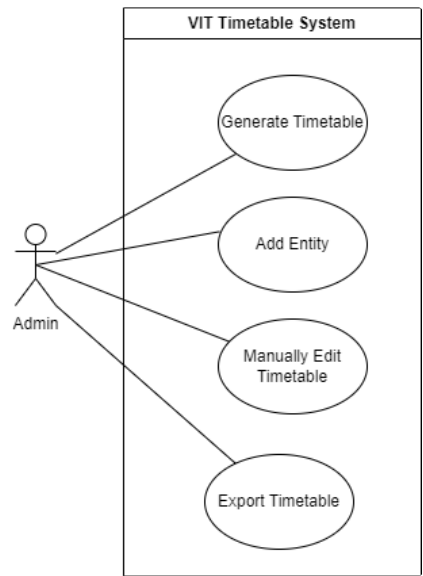 VIT Timetable System
Generate Timetable
Add Entity
Admin
Manually Edit
Timetable
Export Timetable